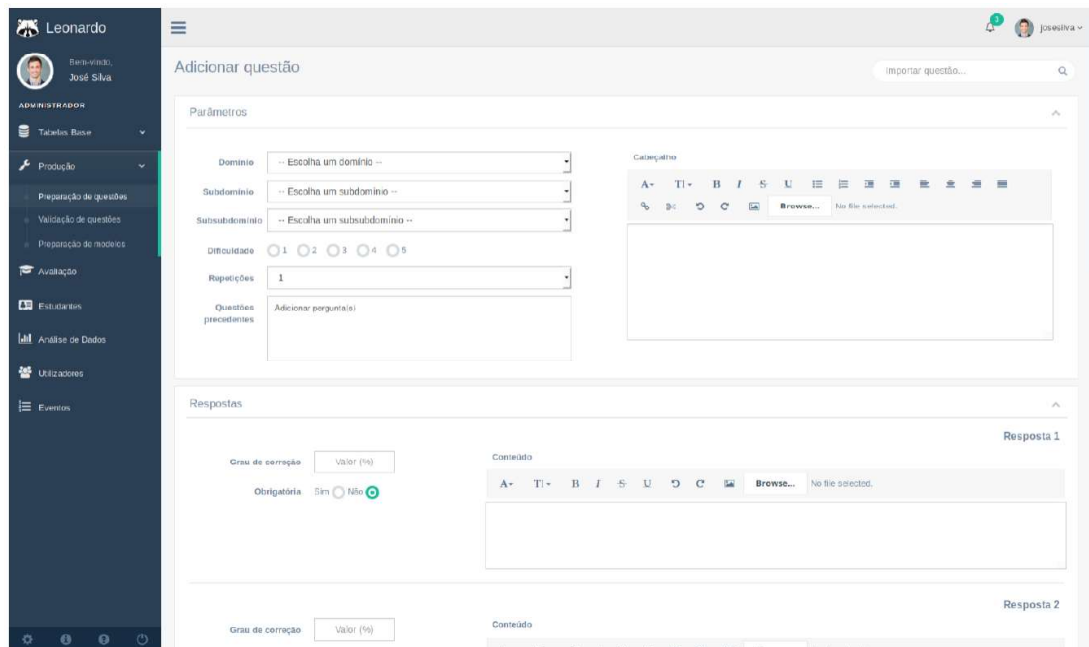 Leonardo
3
josesilva
Bem-vindo,
José Silva
ADMINISTRADOR
Tabelas Base
Produção
Preparação de questões
Validação de questões
Preparação de modelos
Avaliação
Estudantes
Análise de Dados
Utilizadores
Eventos
Adicionar questão
Importar questão...
Parâmetros
Domínio
-- Escolha um domínio --
Subdomínio
-- Escolha um subdomínio --
Subsubdomínio
-- Escolha um subsubdomínio --
Dificuldade
1 2 3 4 5
Repetições
1
Questões
precedentes
Adicionar pergunta(s)
Cabeçalho
Browse... No file selected.
Respostas
Resposta 1
Grau de correção
Valor (%)
Obrigatória
Sim Não
Conteúdo
Browse... No file selected.
Resposta 2
Grau de correção
Valor (%)
Conteúdo